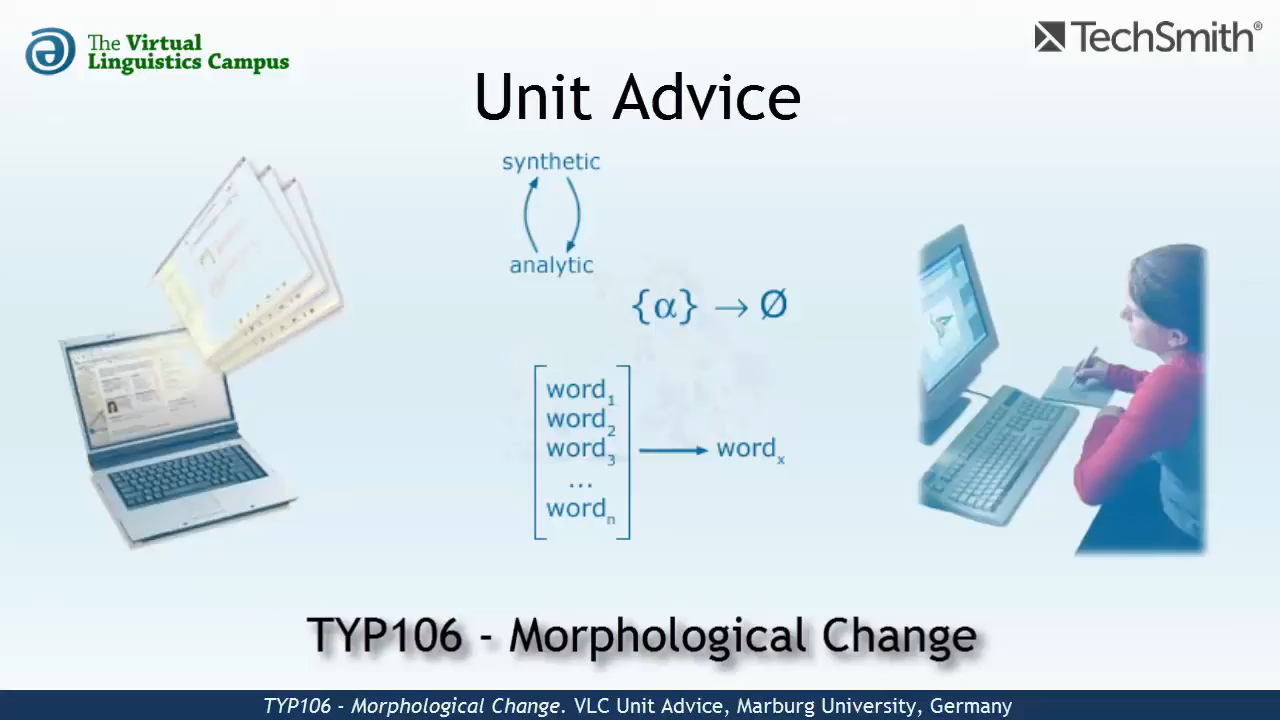 The Virtual
Linguistics Campus
TechSmith®
Unit Advice
synthetic
analytic
{α} → Ø
word1
word2
word3
...
wordn
wordx
TYP106 - Morphological Change
TYP106 - Morphological Change. VLC Unit Advice, Marburg University, Germany